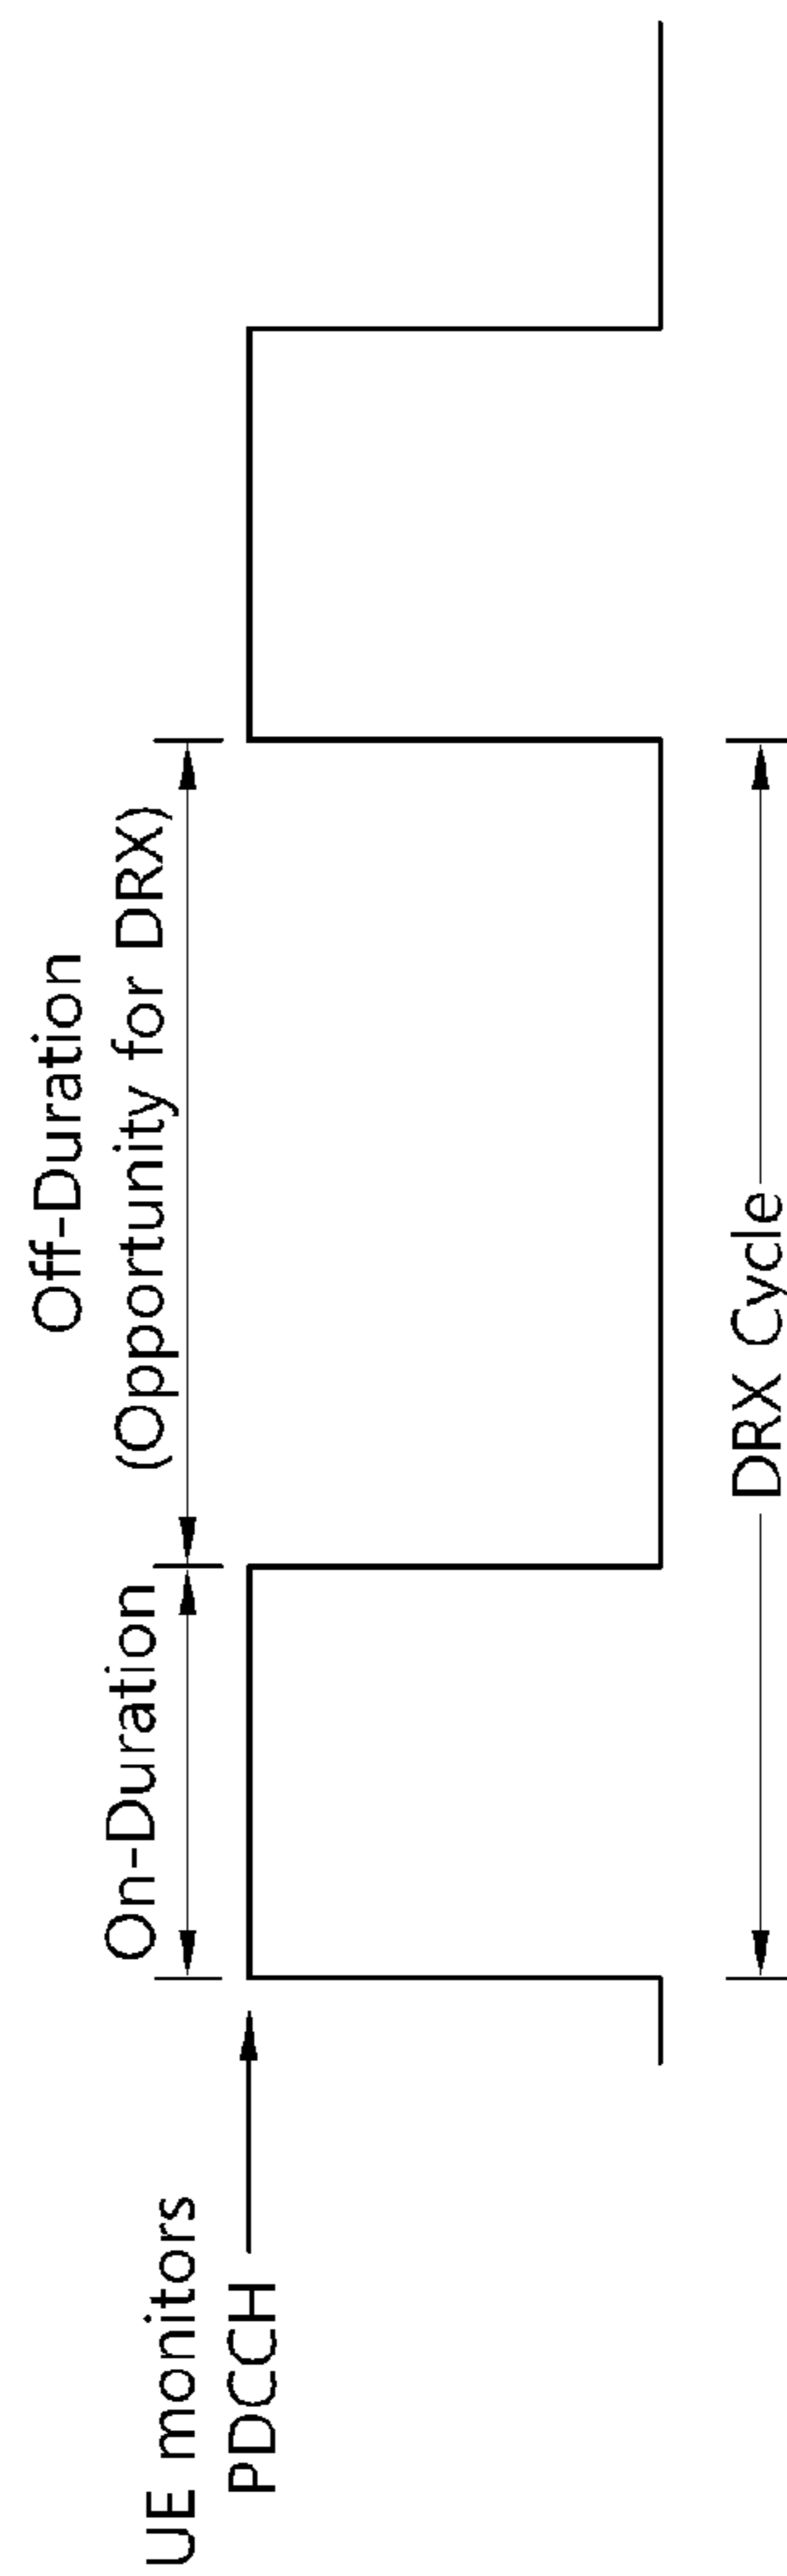 UE monitors
PDCCH
On-Duration
Off-Duration
(Opportunity for DRX)
DRX Cycle